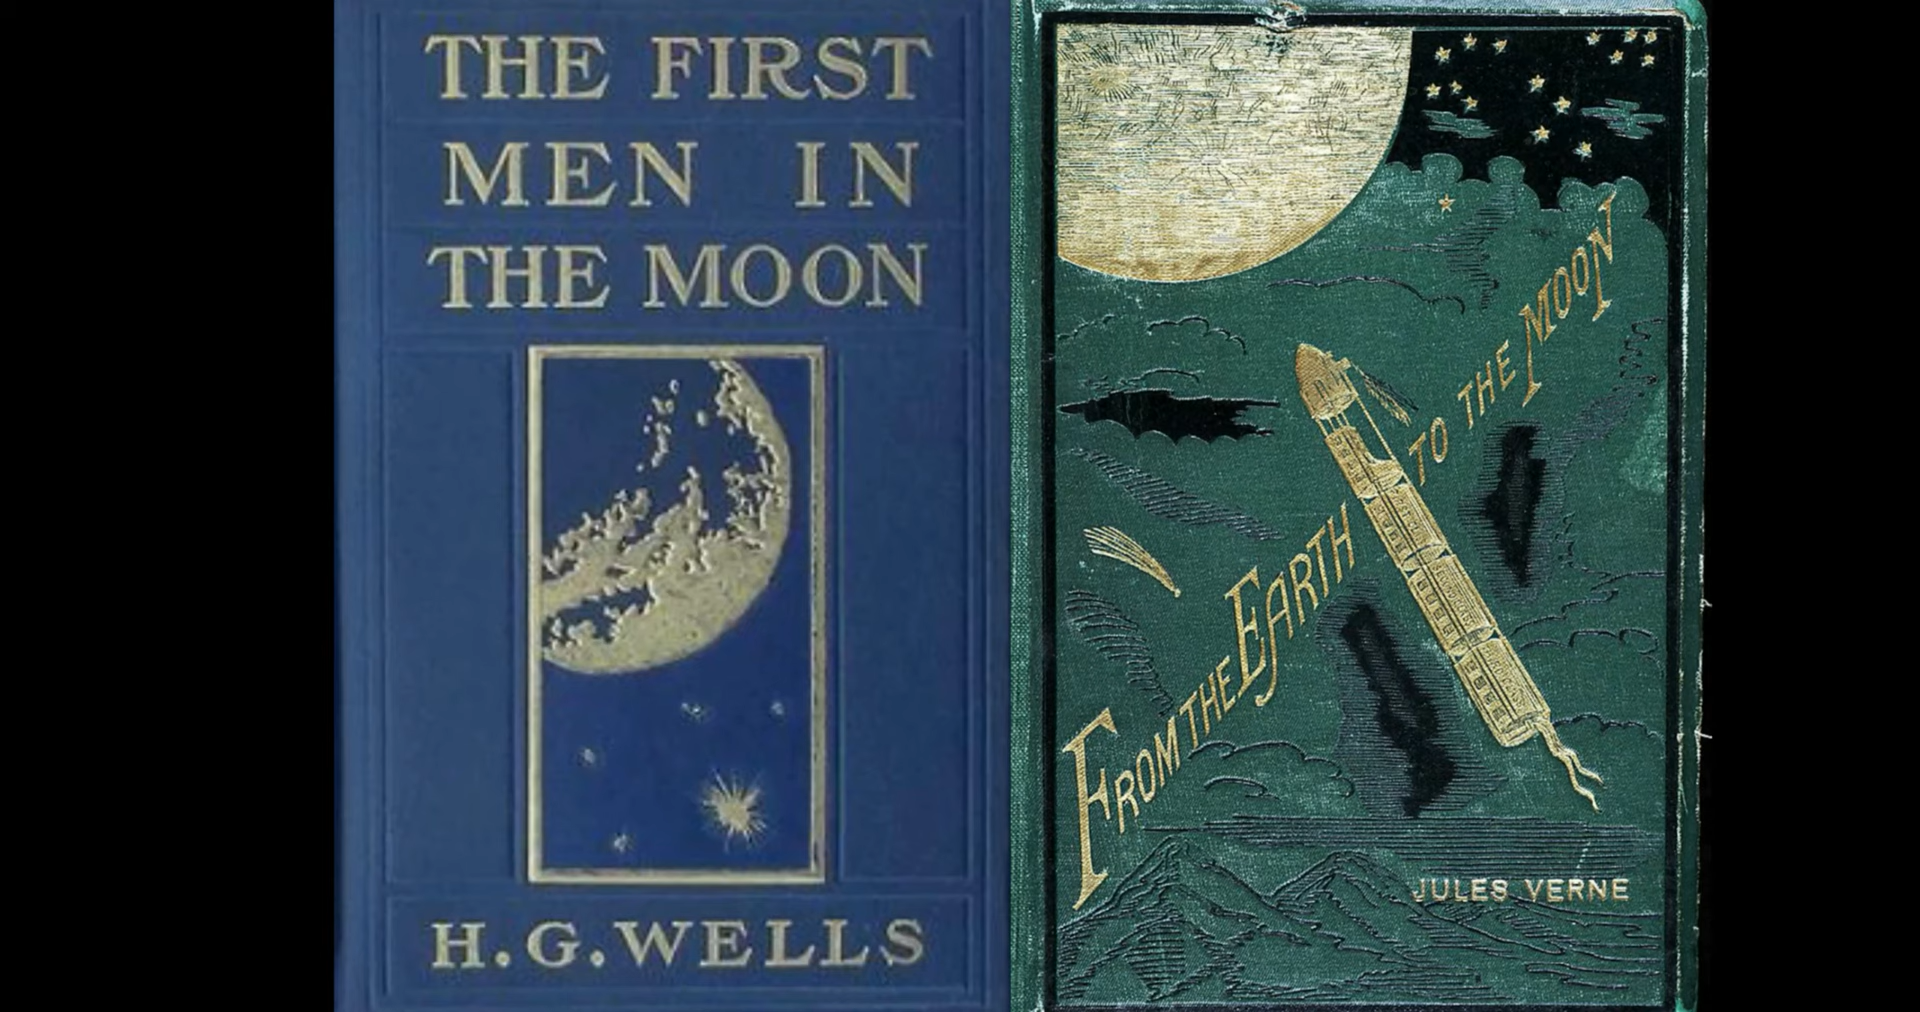 THE FIRST
MEN IN
THE MOON
H.G.WELLS
FROM THE EARTH TO THE MOON
JULES VERNE